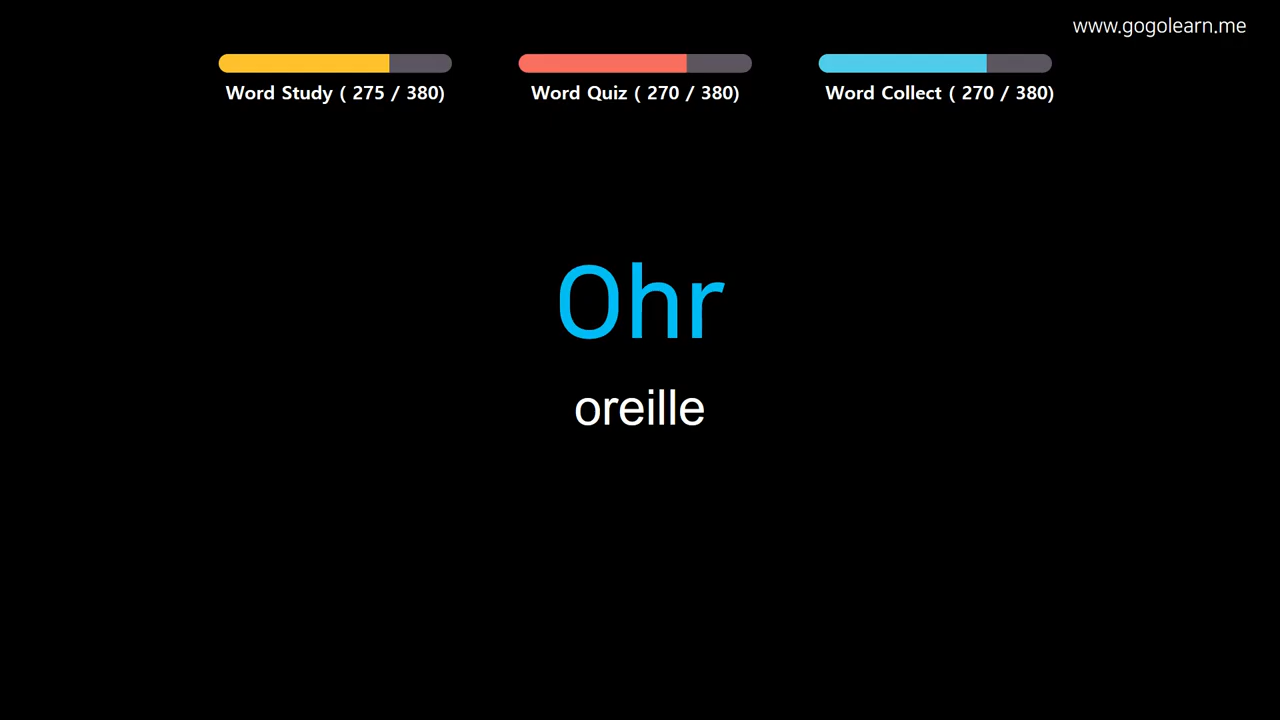 www.gogolearn.me
Word Study ( 275 / 380)
Word Quiz ( 270 / 380)
Word Collect ( 270 / 380)
Ohr
oreille